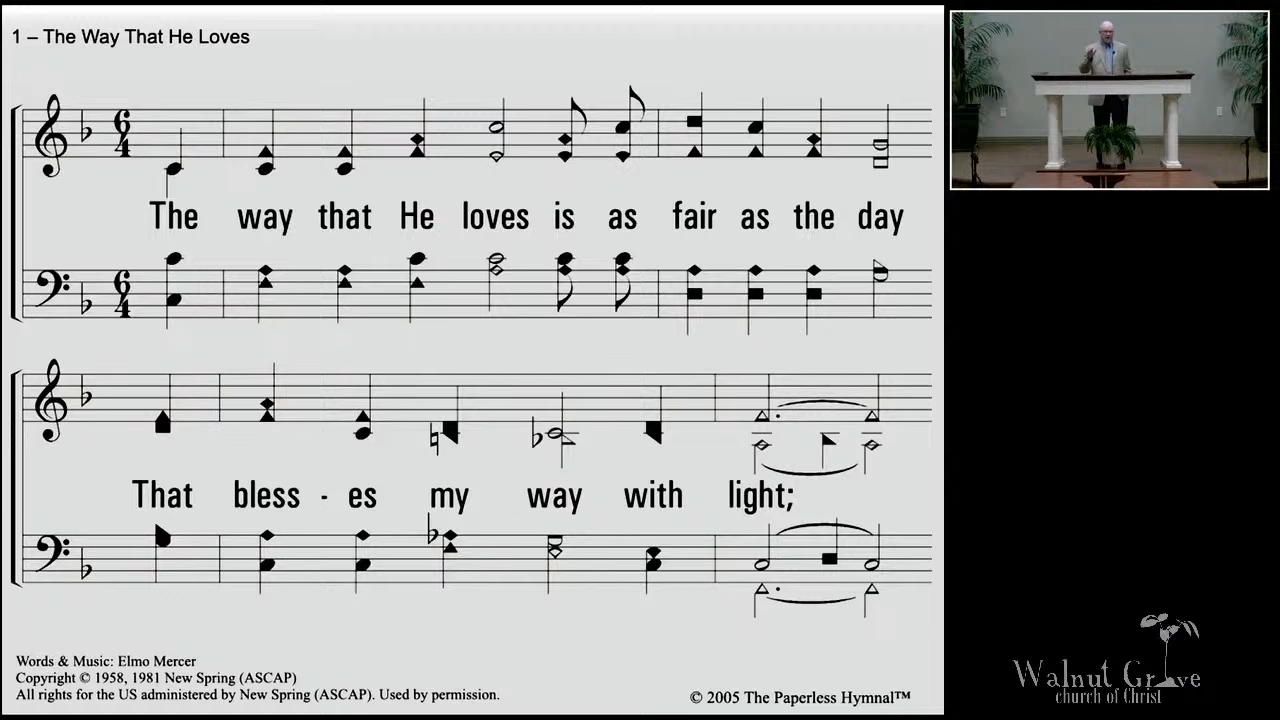 1 – The Way That He Loves
6
4
The way that He loves is as fair as the day
6
4
That bless - es my way with light;
Words & Music: Elmo Mercer
Copyright © 1958, 1981 New Spring (ASCAP)
All rights for the US administered by New Spring (ASCAP). Used by permission.
© 2005 The Paperless Hymnal™
Walnut Grove
church of Christ